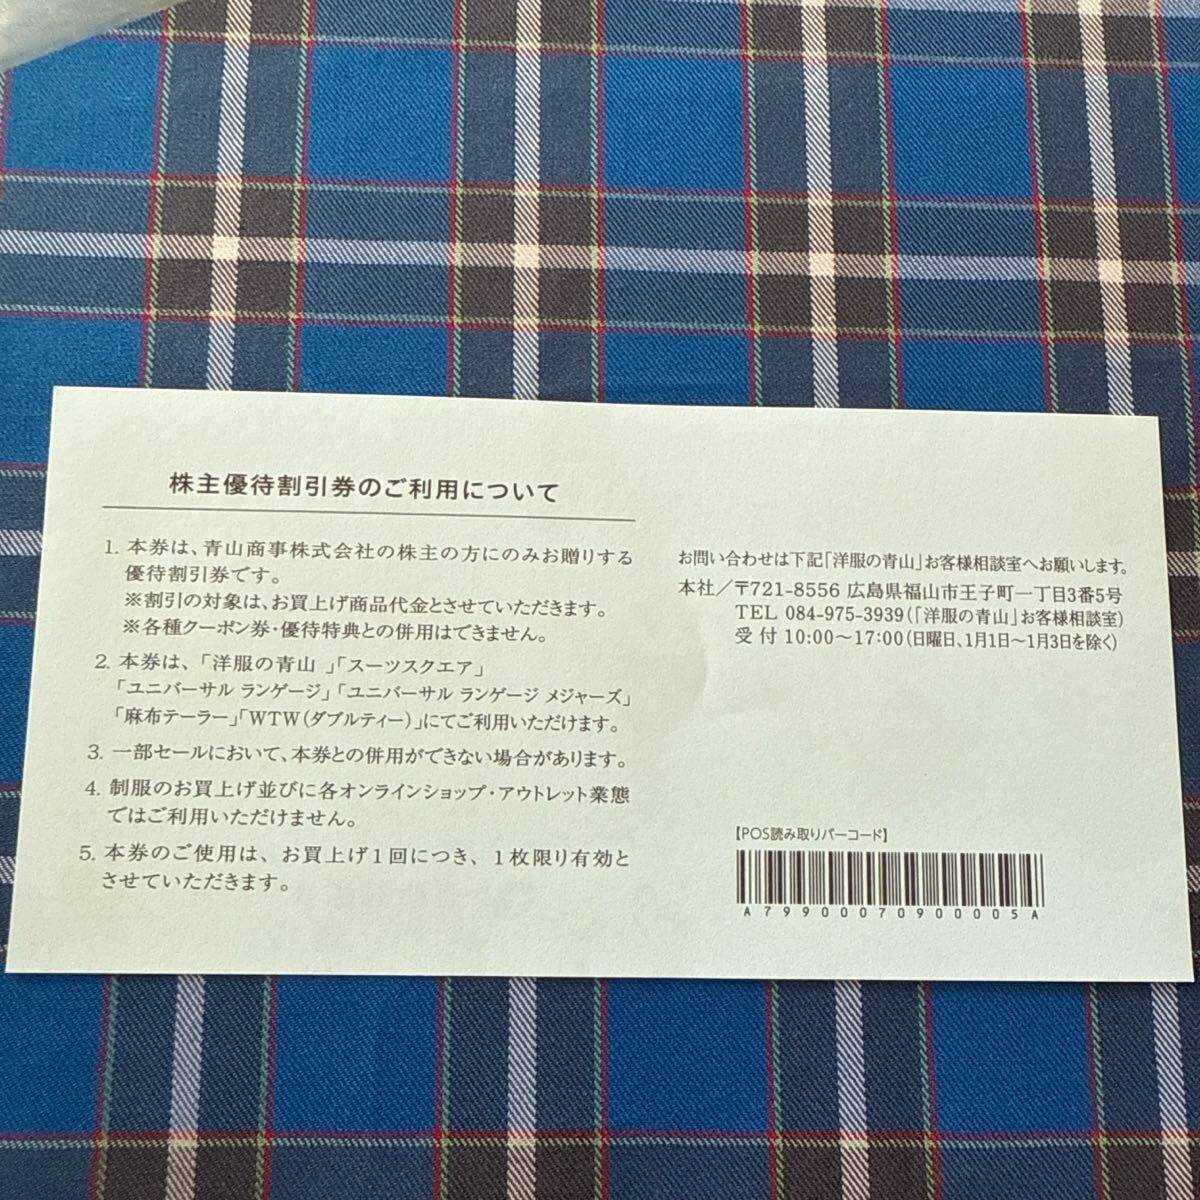 株主優待割引券のご利用について
1. 本券は、青山商事株式会社の株主の方にのみお贈りする
優待割引券です。
※割引の対象は、お買上げ商品代金とさせていただきます。
※各種クーポン券・優待特典との併用はできません。
2. 本券は、「洋服の青山」「スーツスクエア」
「ユニバーサル ランゲージ」「ユニバーサル ランゲージ メジャーズ」
「麻布テーラー」「WTW(ダブルティー)」にてご利用いただけます。
3. 一部セールにおいて、本券との併用ができない場合があります。
4. 制服のお買上げ並びに各オンラインショップ・アウトレット業態
ではご利用いただけません。
5. 本券のご使用は、お買上げ1回につき、1枚限り有効と
させていただきます。
お問い合わせは下記「洋服の青山」お客様相談室へお願いします。
本社／〒721-8556 広島県福山市王子町一丁目3番5号
TEL 084-975-3939(「洋服の青山」お客様相談室)
受付 10:00～17:00(日曜日、1月1日～1月3日を除く)
【POS読み取りバーコード】
A79900070900005A